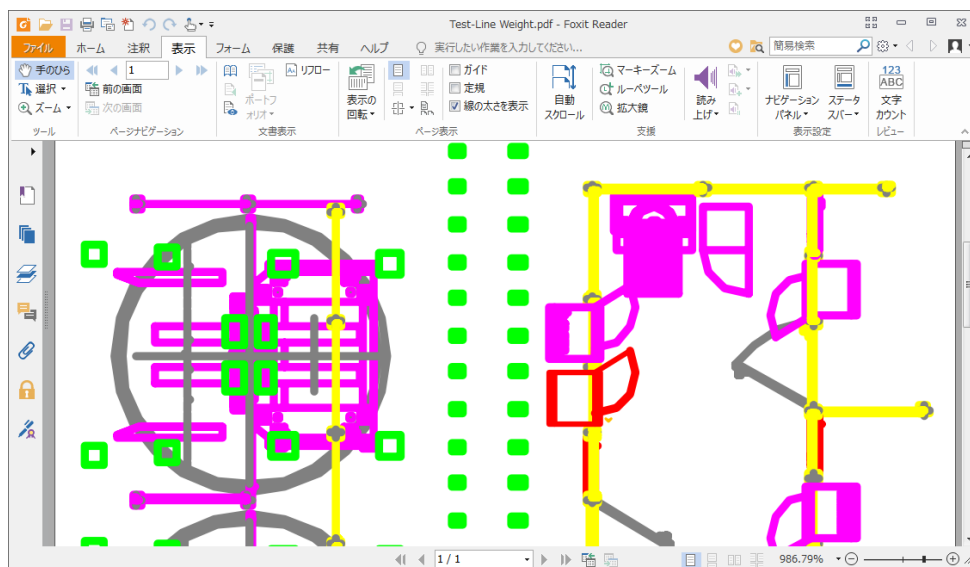 Test-Line Weight.pdf - Foxit Reader
ファイル ホーム 注釈 表示 フォーム 保護 共有 ヘルプ 実行したい作業を入力してください... 簡易検索
手のひら
選択
ズーム
ツール
1
前の画面
次の画面
ページナビゲーション
リフロー
ポートフォリオ
文書表示
表示の
回転
ガイド
定規
線の太さを表示
ページ表示
自動
スクロール
マーキーズーム
ルーペツール
拡大鏡
読み
上げ
支援
ナビゲーション
パネル
ステータ
スバー
表示設定
123
ABC
文字
カウント
レビュー
1 / 1
986.79%